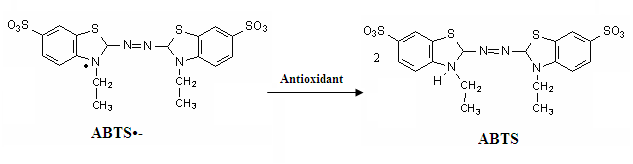 O₃S S N=N S SO₃
N N
CH₂ CH₂
CH₃ CH₃
ABTS•-
Antioxidant
2
O₃S S N=N S SO₃
N N
H CH₂ CH₂
CH₃ CH₃
ABTS